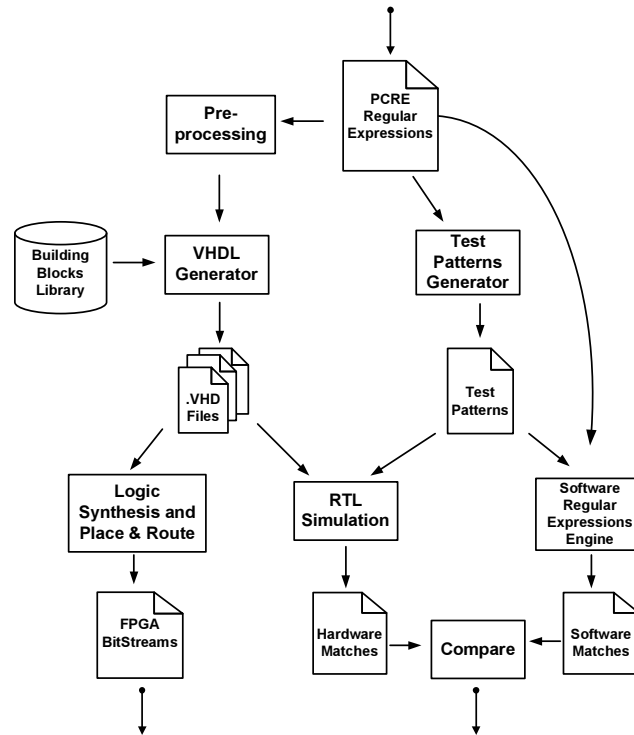 PCRE
Regular
Expressions
Pre-
processing
Building
Blocks
Library
VHDL
Generator
Test
Patterns
Generator
.VHD
Files
Test
Patterns
Logic
Synthesis and
Place & Route
RTL
Simulation
Software
Regular
Expressions
Engine
FPGA
BitStreams
Hardware
Matches
Compare
Software
Matches